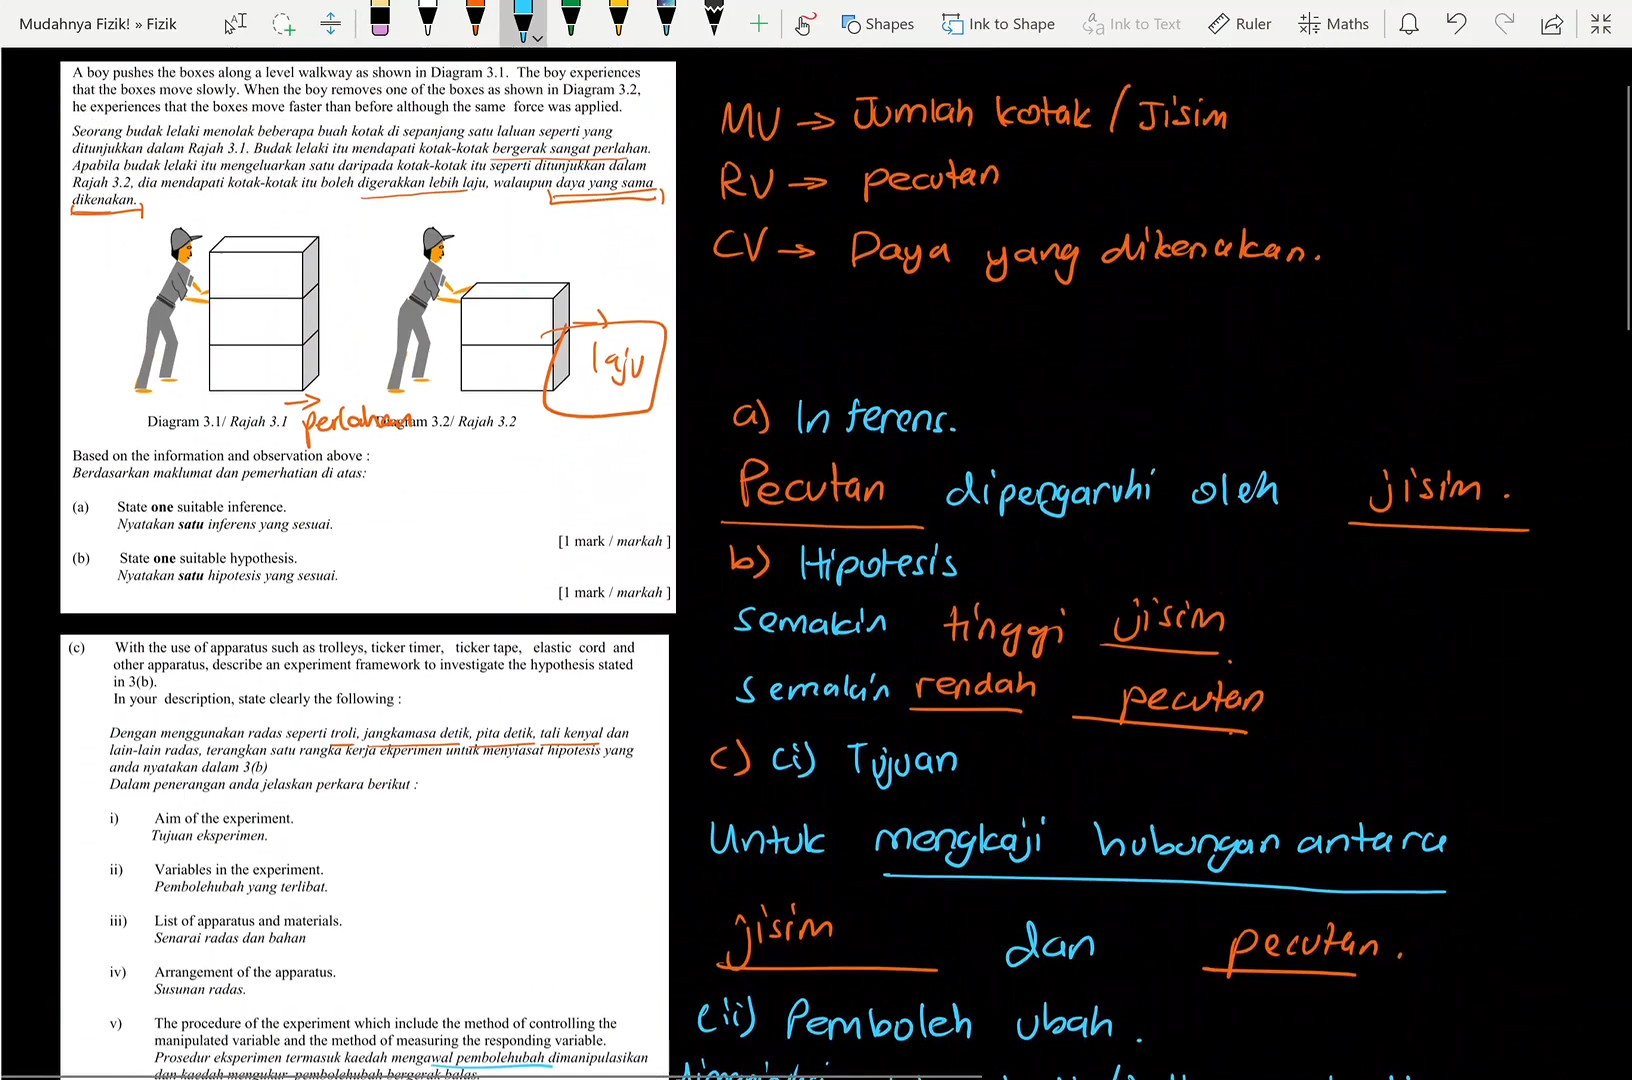 Mudahnya Fizik! » Fizik
Shapes
Ink to Shape
Ink to Text
Ruler
Maths
A boy pushes the boxes along a level walkway as shown in Diagram 3.1. The boy experiences
that the boxes move slowly. When the boy removes one of the boxes as shown in Diagram 3.2,
he experiences that the boxes move faster than before although the same force was applied.
Seorang budak lelaki menolak beberapa buah kotak di sepanjang satu laluan seperti yang
ditunjukkan dalam Rajah 3.1. Budak lelaki itu mendapati kotak-kotak bergerak sangat perlahan.
Apabila budak lelaki itu mengeluarkan satu daripada kotak-kotak itu seperti ditunjukkan dalam
Rajah 3.2, dia mendapati kotak-kotak itu boleh digerakkan lebih laju, walaupun daya yang sama
dikenakan.
laju
perlahan
Diagram 3.1/ Rajah 3.1
Diagram 3.2/ Rajah 3.2
Based on the information and observation above :
Berdasarkan maklumat dan pemerhatian di atas:
(a) State one suitable inference.
Nyatakan satu inferens yang sesuai.
[1 mark / markah ]
(b) State one suitable hypothesis.
Nyatakan satu hipotesis yang sesuai.
[1 mark / markah ]
(c) With the use of apparatus such as trolleys, ticker timer, ticker tape, elastic cord and
other apparatus, describe an experiment framework to investigate the hypothesis stated
in 3(b).
In your description, state clearly the following :
Dengan menggunakan radas seperti troli, jangkamasa detik, pita detik, tali kenyal dan
lain-lain radas, terangkan satu rangka kerja ekperimen untuk menyiasat hipotesis yang
anda nyatakan dalam 3(b)
Dalam penerangan anda jelaskan perkara berikut :
i) Aim of the experiment.
Tujuan eksperimen.
ii) Variables in the experiment.
Pembolehubah yang terlibat.
iii) List of apparatus and materials.
Senarai radas dan bahan
iv) Arrangement of the apparatus.
Susunan radas.
v) The procedure of the experiment which include the method of controlling the
manipulated variable and the method of measuring the responding variable.
Prosedur eksperimen termasuk kaedah mengawal pembolehubah dimanipulasikan
dan kaedah mengukur pembolehubah bergerak balas.
MV → Jumlah kotak / Jisim
RV → pecutan
CV → Daya yang dikenakan.
a) Inferens.
Pecutan dipengaruhi oleh jisim.
b) Hipotesis
semakin tinggi jisim
semakin rendah pecutan
c) (i) Tujuan
Untuk mengkaji hubungan antara
jisim dan pecutan.
(ii) Pemboleh ubah.